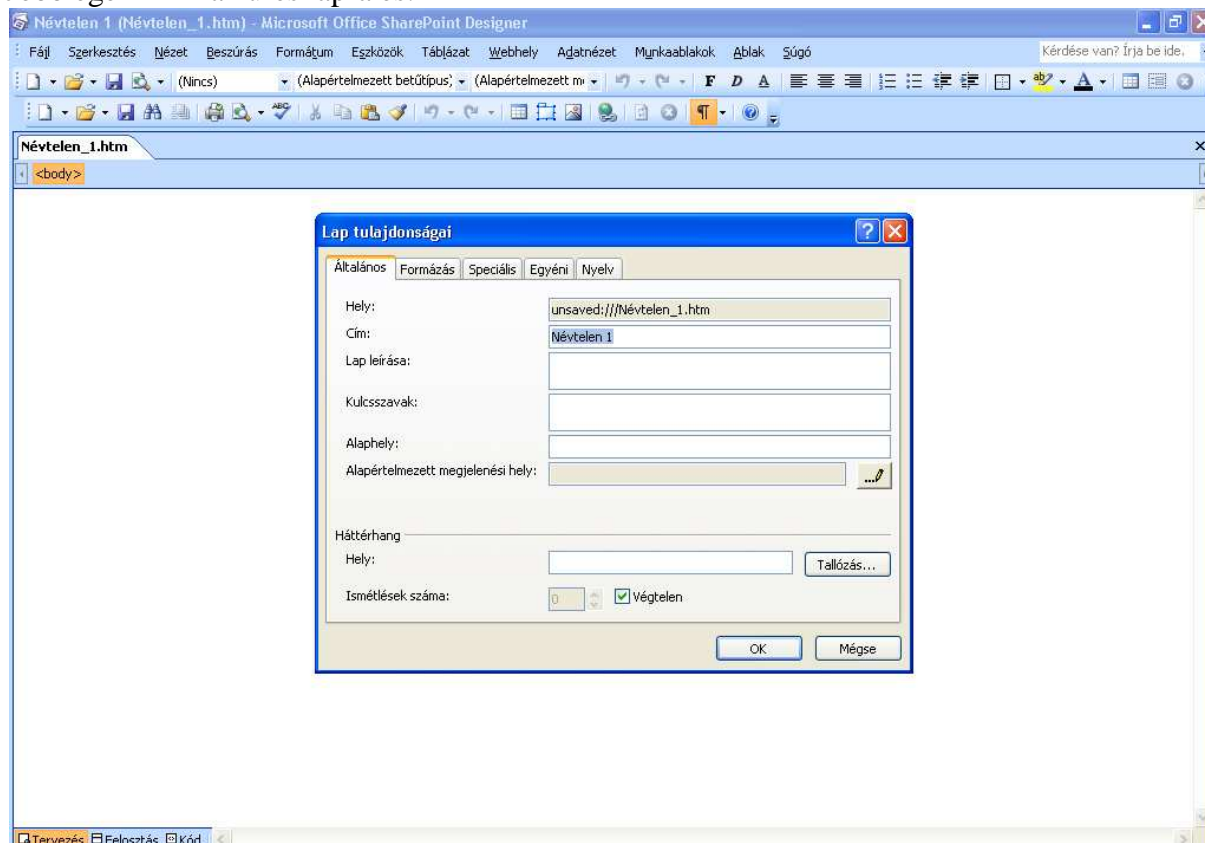 Névtelen 1 (Névtelen_1.htm) - Microsoft Office SharePoint Designer
Fájl Szerkesztés Nézet Beszúrás Formátum Eszközök Táblázat Webhely Adatnézet Munkaablakok Ablak Súgó Kérdése van? Írja be ide.
(Nincs) (Alapértelmezett betűtípus) (Alapértelmezett m F D A ab A
ABC
Névtelen_1.htm
<body>
Lap tulajdonságai
Általános Formázás Speciális Egyéni Nyelv
Hely: unsaved:///Névtelen_1.htm
Cím: Névtelen 1
Lap leírása:
Kulcsszavak:
Alaphely:
Alapértelmezett megjelenési hely: ...
Háttérhang
Hely: Tallózás...
Ismétlések száma: 0 Végtelen
OK Mégse
Tervezés Felosztás Kód